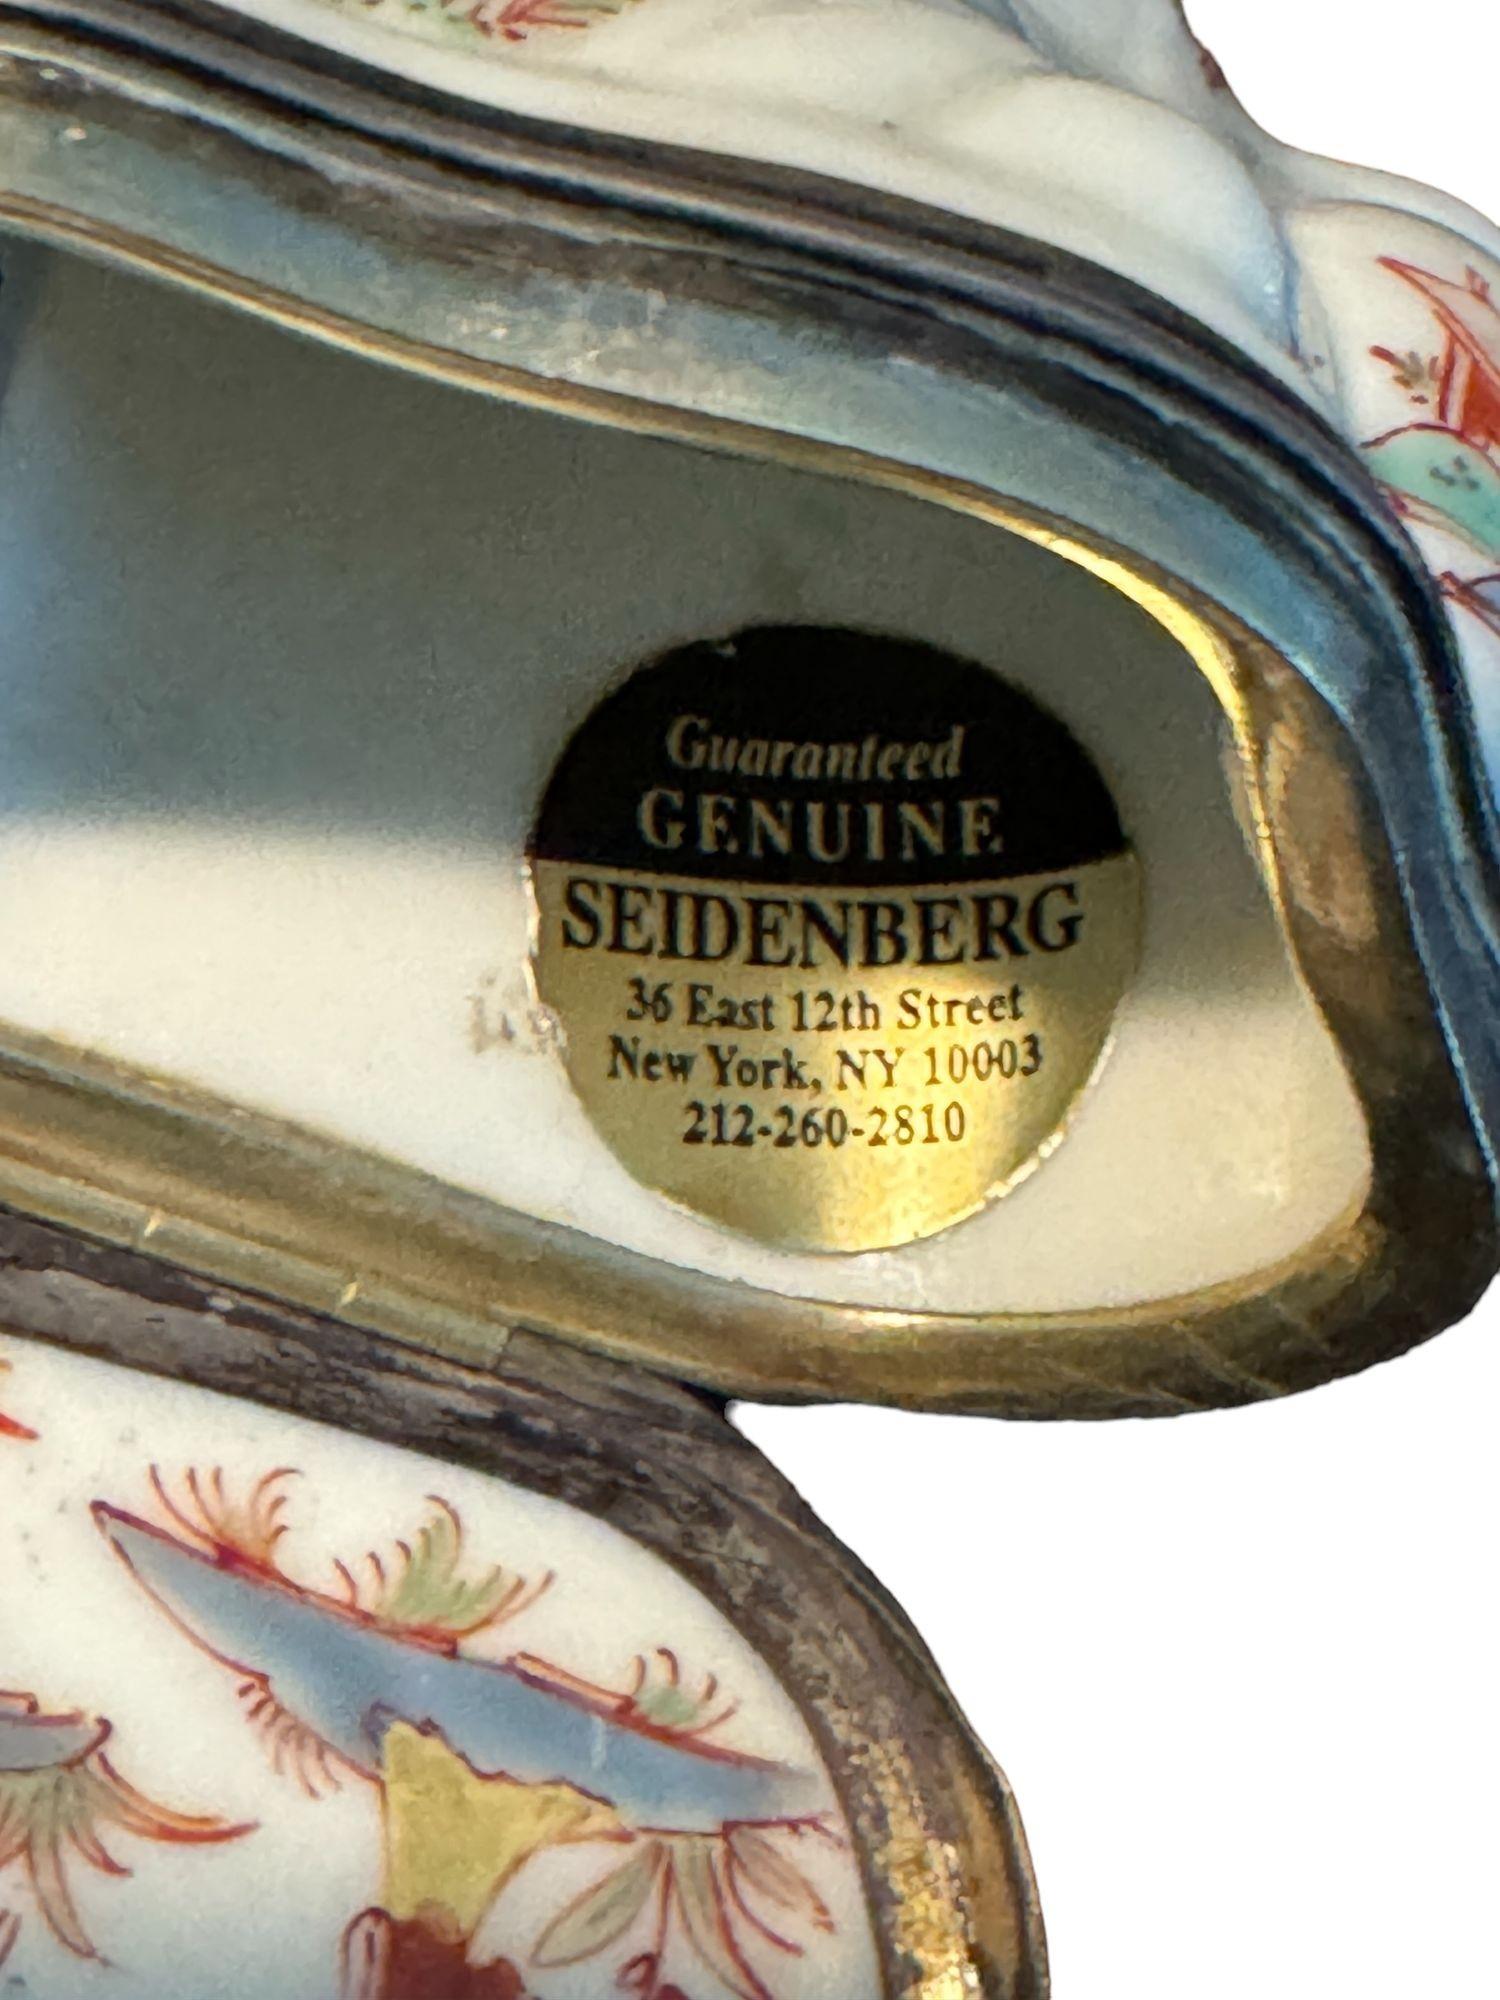 Guaranteed
GENUINE
SEIDENBERG
36 East 12th Street
New York, NY 10003
212-260-2810